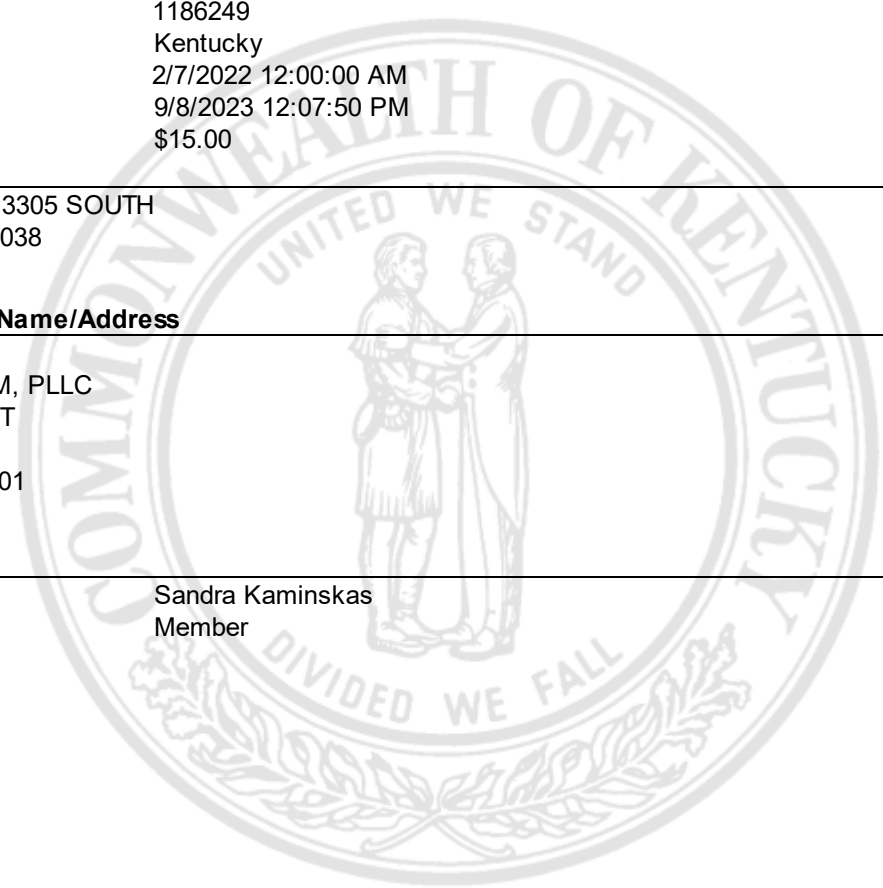 1186249
Kentucky
2/7/2022 12:00:00 AM
9/8/2023 12:07:50 PM
$15.00
3305 SOUTH
038
Name/Address
M, PLLC
T
01
Sandra Kaminskas
Member
COMMONWEALTH OF KENTUCKY
UNITED WE STAND
DIVIDED WE FALL